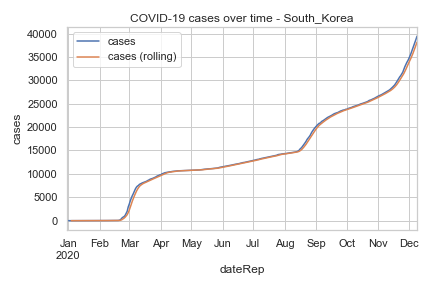 COVID-19 cases over time - South_Korea
cases
cases (rolling)
40000
35000
30000
25000
20000
15000
10000
5000
0
cases
Jan Feb Mar Apr May Jun Jul Aug Sep Oct Nov Dec
2020
dateRep